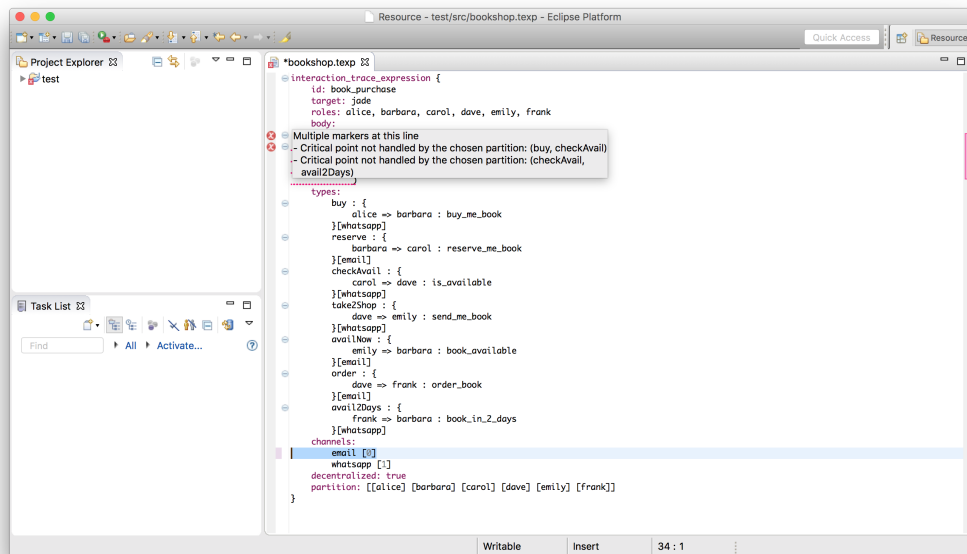 Resource - test/src/bookshop.texp - Eclipse Platform
Quick Access
Resource
Project Explorer
test
*bookshop.texp
interaction_trace_expression {
id: book_purchase
target: jade
roles: alice, barbara, carol, dave, emily, frank
body:
Multiple markers at this line
- Critical point not handled by the chosen partition: (buy, checkAvail)
- Critical point not handled by the chosen partition: (checkAvail,
avail2Days)
types:
buy : {
alice => barbara : buy_me_book
}[whatsapp]
reserve : {
barbara => carol : reserve_me_book
}[email]
checkAvail : {
carol => dave : is_available
}[whatsapp]
take2Shop : {
dave => emily : send_me_book
}[whatsapp]
availNow : {
emily => barbara : book_available
}[email]
order : {
dave => frank : order_book
}[email]
avail2Days : {
frank => barbara : book_in_2_days
}[whatsapp]
channels:
email [0]
whatsapp [1]
decentralized: true
partition: [[alice] [barbara] [carol] [dave] [emily] [frank]]
}
Task List
Find
All
Activate...
Writable
Insert
34 : 1